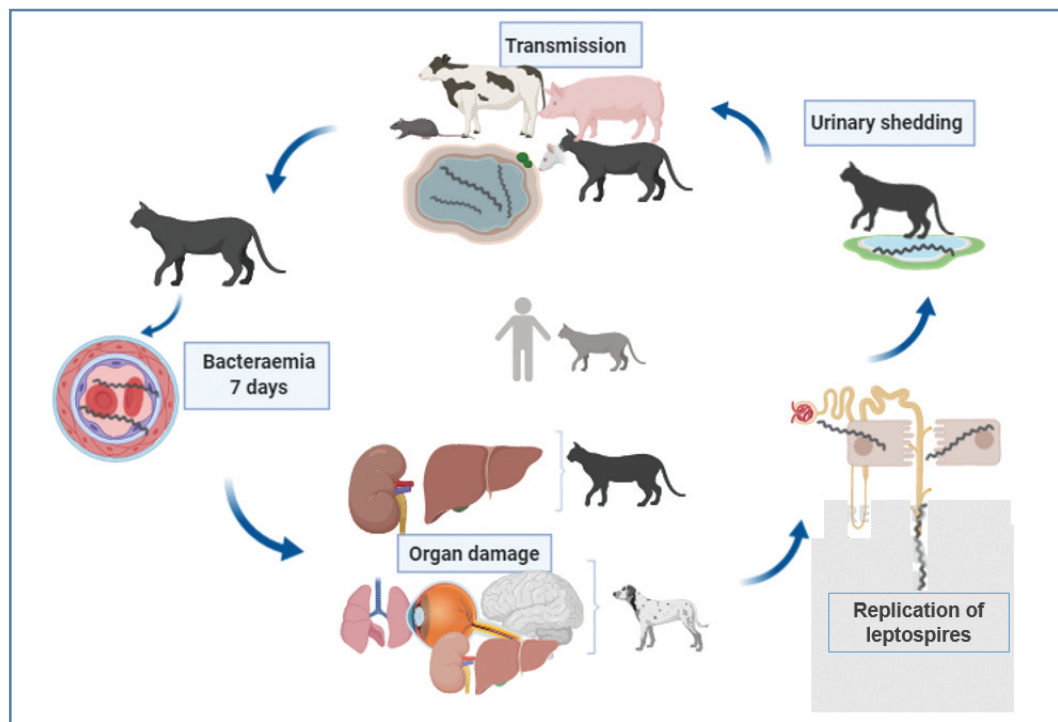 Transmission
Urinary shedding
Bacteraemia
7 days
Organ damage
Replication of
leptospires